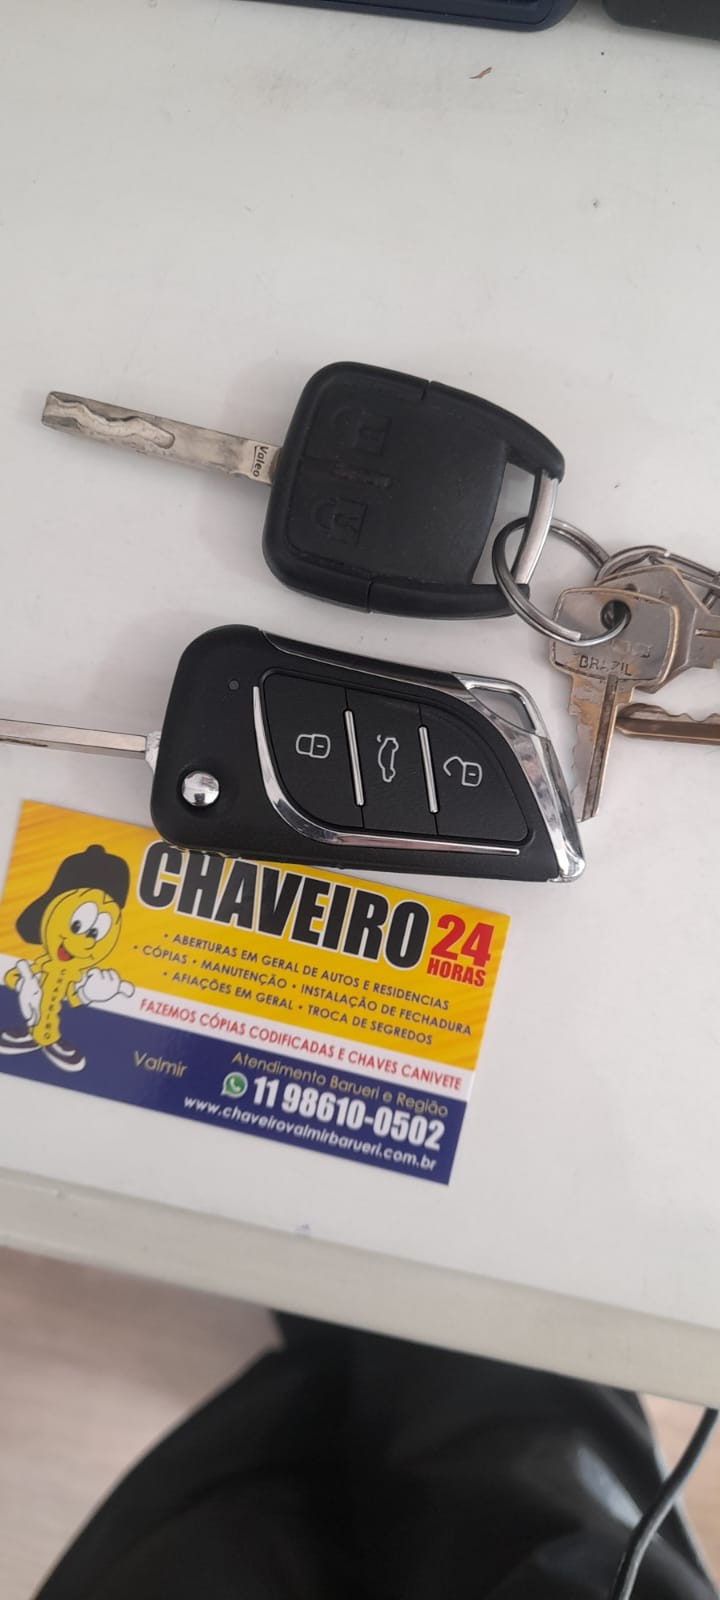 Valeo
BRAZIL
CHAVEIRO
24
HORAS
• ABERTURAS EM GERAL DE AUTOS E RESIDENCIAS
• CÓPIAS • MANUTENÇÃO • INSTALAÇÃO DE FECHADURA
• AFIAÇÕES EM GERAL • TROCA DE SEGREDOS
FAZEMOS CÓPIAS CODIFICADAS E CHAVES CANIVETE
CHAVEIRO
Valmir
Atendimento Barueri e Região
11 98610-0502
www.chaveirovalmirbarueri.com.br